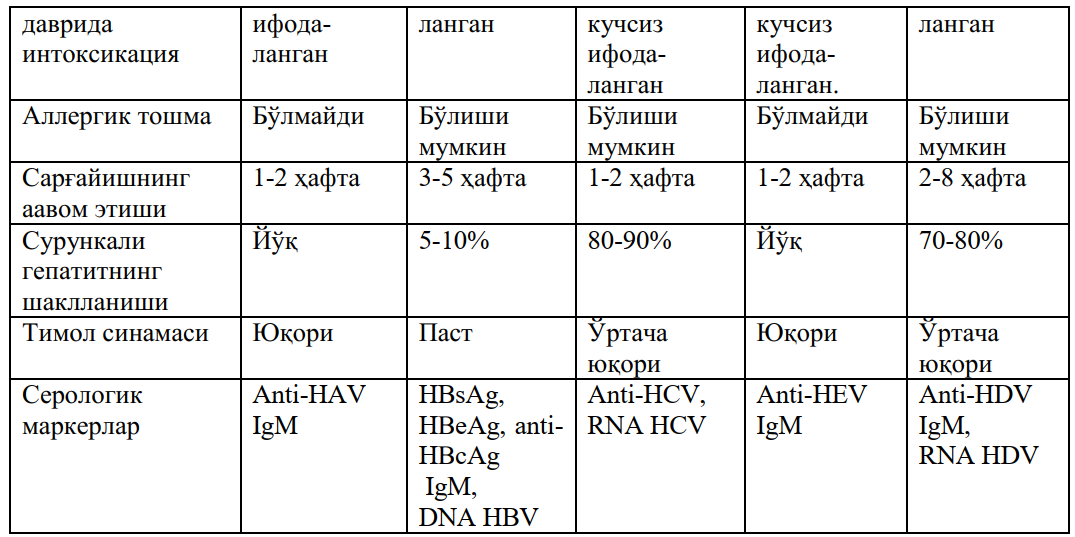 даврида
интоксикация
ифода-
ланган
ланган
кучсиз
ифода-
ланган
кучсиз
ифода-
ланган.
ланган
Аллергик тошма
Бўлмайди
Бўлиши
мумкин
Бўлиши
мумкин
Бўлмайди
Бўлиши
мумкин
Сарғайишнинг
аавом этиши
1-2 ҳафта
3-5 ҳафта
1-2 ҳафта
1-2 ҳафта
2-8 ҳафта
Сурункали
гепатитнинг
шаклланиши
Йўқ
5-10%
80-90%
Йўқ
70-80%
Тимол синамаси
Юқори
Паст
Ўртача
юқори
Юқори
Ўртача
юқори
Серологик
маркерлар
Anti-HAV
IgM
HBsAg,
HBeAg, anti-
HBcAg
IgM,
DNA HBV
Anti-HCV,
RNA HCV
Anti-HEV
IgM
Anti-HDV
IgM,
RNA HDV